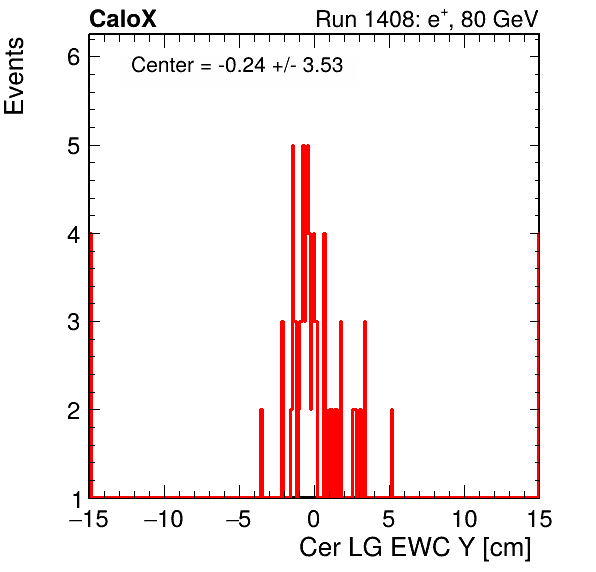 CaloX Run 1408: e⁺, 80 GeV
Center = -0.24 +/- 3.53
Events
6
5
4
3
2
1
−15 −10 −5 0 5 10 15
Cer LG EWC Y [cm]